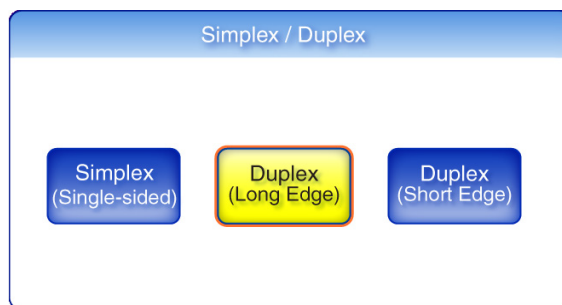 Simplex / Duplex
Simplex
(Single-sided)
Duplex
(Long Edge)
Duplex
(Short Edge)